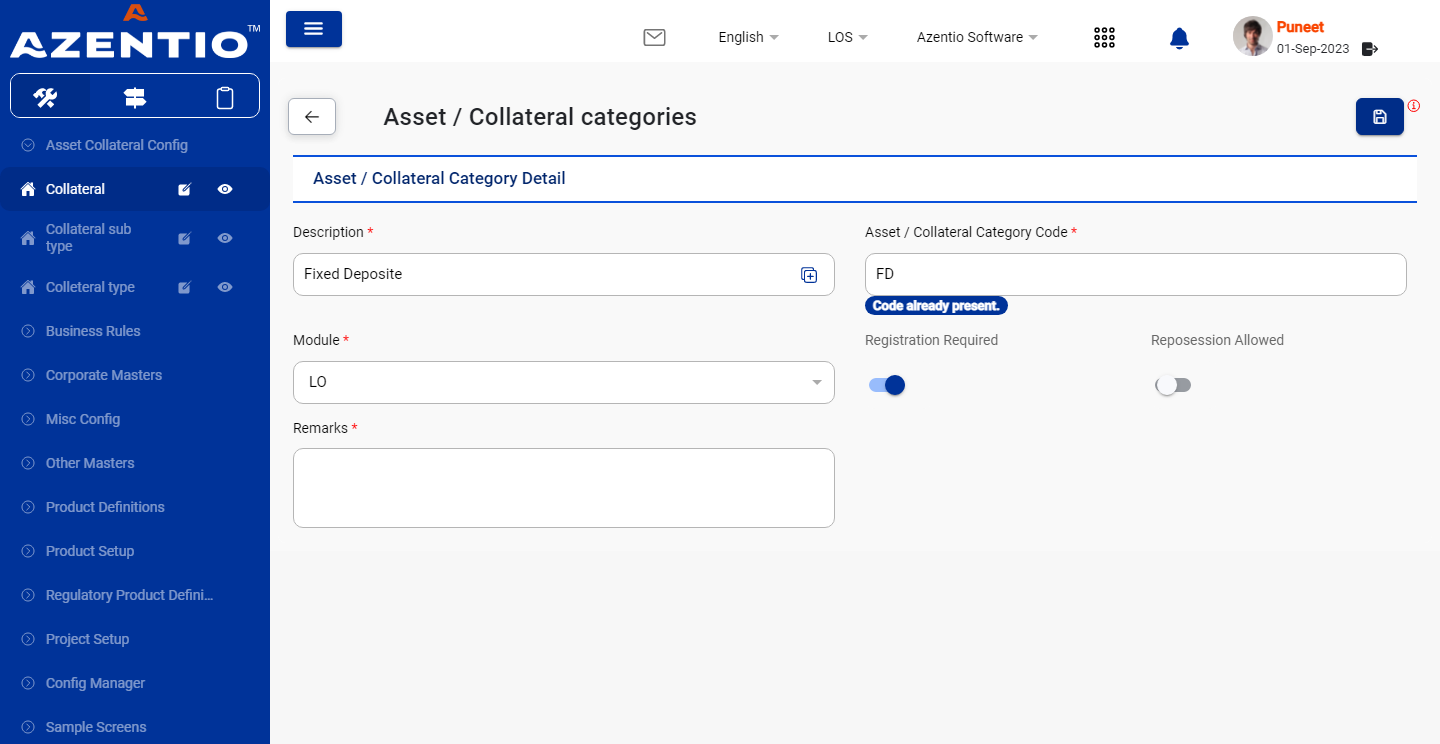 AZENTIO™
English
LOS
Azentio Software
Puneet
01-Sep-2023
Asset Collateral Config
Collateral
Collateral sub
type
Colleteral type
Business Rules
Corporate Masters
Misc Config
Other Masters
Product Definitions
Product Setup
Regulatory Product Defini...
Project Setup
Config Manager
Sample Screens
Asset / Collateral categories
Asset / Collateral Category Detail
Description *
Fixed Deposite
Asset / Collateral Category Code *
FD
Code already present.
Module *
LO
Registration Required
Reposession Allowed
Remarks *